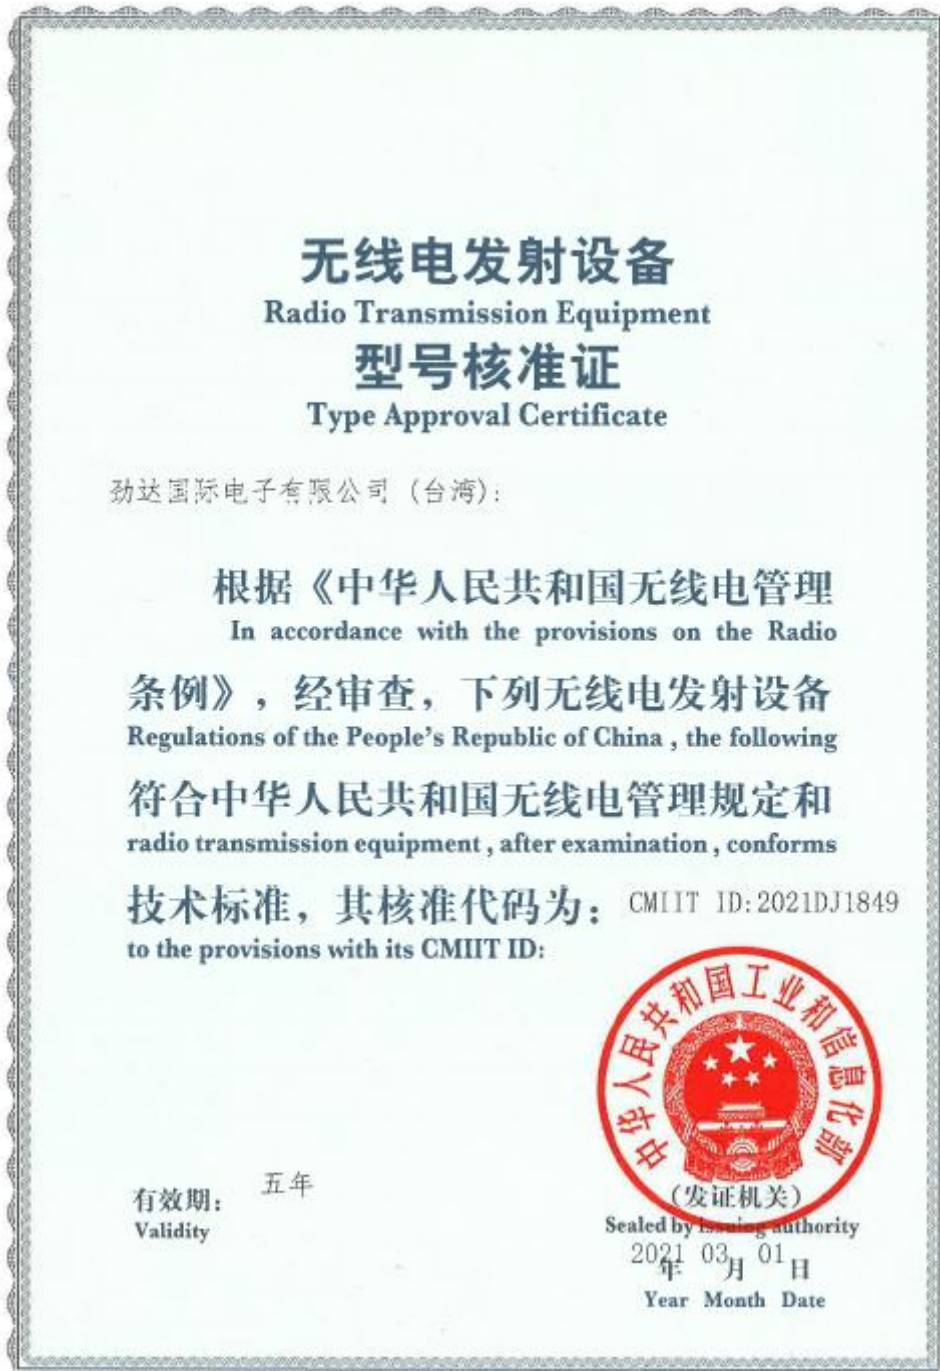 无线电发射设备
Radio Transmission Equipment
型号核准证
Type Approval Certificate
劲达国际电子有限公司 (台湾):
根据《中华人民共和国无线电管理
In accordance with the provisions on the Radio
条例》，经审查，下列无线电发射设备
Regulations of the People's Republic of China , the following
符合中华人民共和国无线电管理规定和
radio transmission equipment , after examination , conforms
技术标准，其核准代码为： CMIIT ID:2021DJ1849
to the provisions with its CMIIT ID:
中华人民共和国工业和信息化部
有效期： 五年
Validity
(发证机关)
Sealed by issuing authority
2021 年 03 月 01 日
Year Month Date